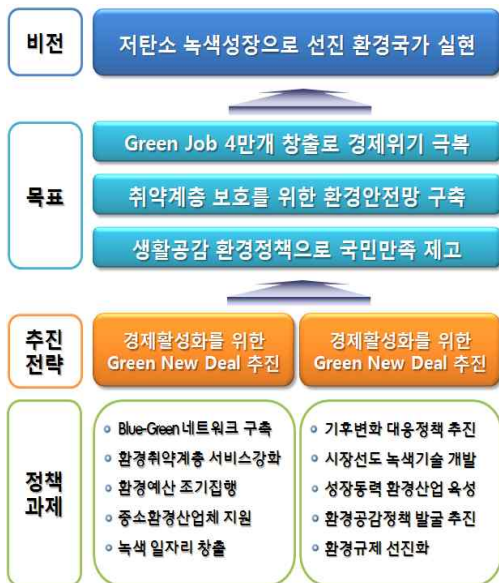 비전
저탄소 녹색성장으로 선진 환경국가 실현
목표
Green Job 4만개 창출로 경제위기 극복
취약계층 보호를 위한 환경안전망 구축
생활공감 환경정책으로 국민만족 제고
추진
전략
경제활성화를 위한
Green New Deal 추진
경제활성화를 위한
Green New Deal 추진
정책
과제
Blue-Green 네트워크 구축
환경취약계층 서비스강화
환경예산 조기집행
중소환경산업체 지원
녹색 일자리 창출
기후변화 대응정책 추진
시장선도 녹색기술 개발
성장동력 환경산업 육성
환경공감정책 발굴 추진
환경규제 선진화